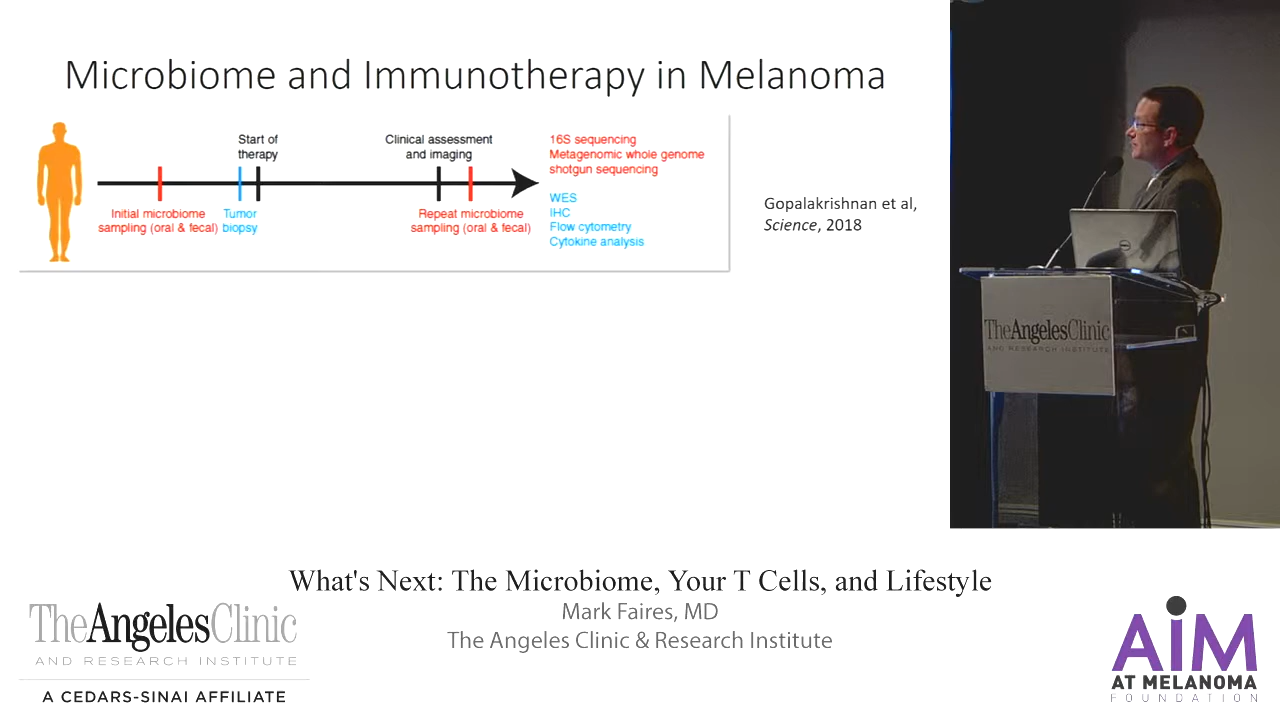 Microbiome and Immunotherapy in Melanoma
Start of
therapy
Clinical assessment
and imaging
Initial microbiome
sampling (oral & fecal)
Tumor
biopsy
Repeat microbiome
sampling (oral & fecal)
16S sequencing
Metagenomic whole genome
shotgun sequencing
WES
IHC
Flow cytometry
Cytokine analysis
Gopalakrishnan et al,
Science, 2018
DELL
TheAngelesClinic
AND RESEARCH INSTITUTE
What's Next: The Microbiome, Your T Cells, and Lifestyle
Mark Faires, MD
The Angeles Clinic & Research Institute
TheAngelesClinic
AND RESEARCH INSTITUTE
A CEDARS-SINAI AFFILIATE
AiM
AT MELANOMA
FOUNDATION